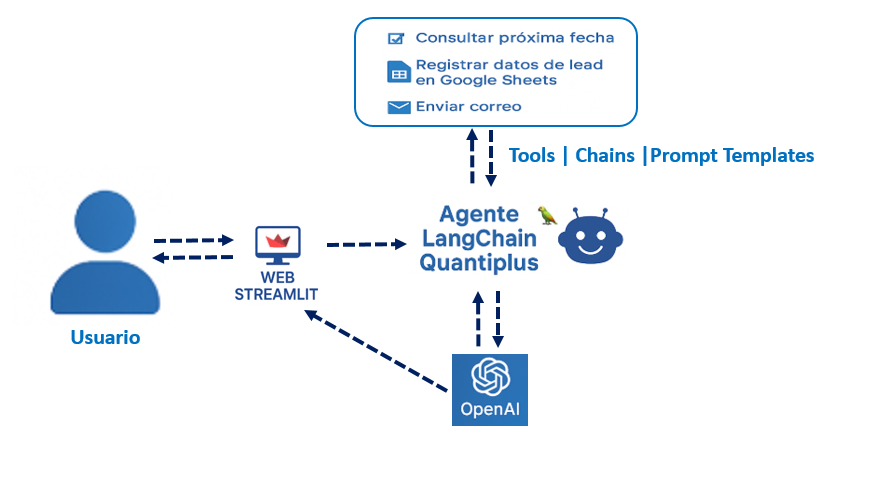 Consultar próxima fecha
Registrar datos de lead
en Google Sheets
Enviar correo
Tools | Chains |Prompt Templates
Agente
LangChain
Quantiplus
WEB
STREAMLIT
Usuario
OpenAI